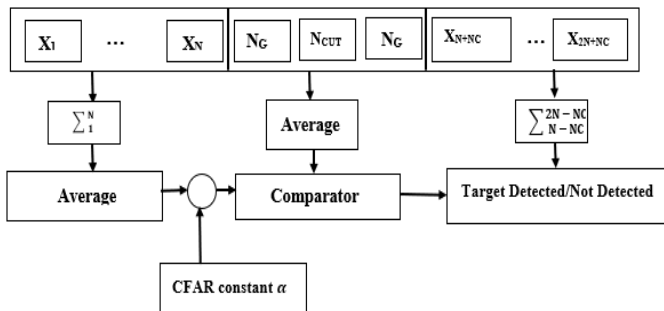 X1 ... XN NG NCUT NG XN+NC ... X2N+NC
∑ N 1
Average
∑ 2N − NC N − NC
Average
Comparator
Target Detected/Not Detected
CFAR constant α